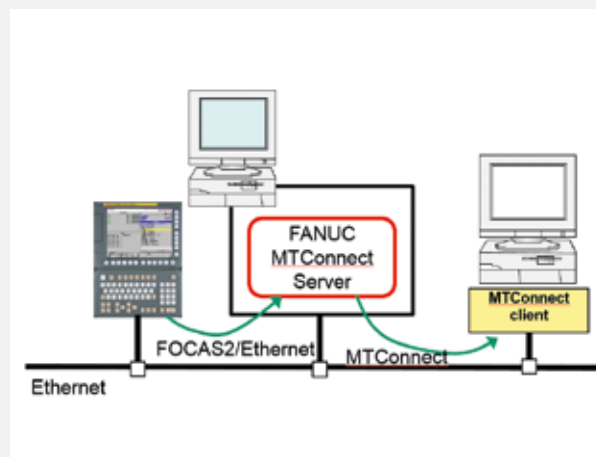 FANUC
MTConnect
Server
MTConnect
client
FOCAS2/Ethernet
MTConnect
Ethernet